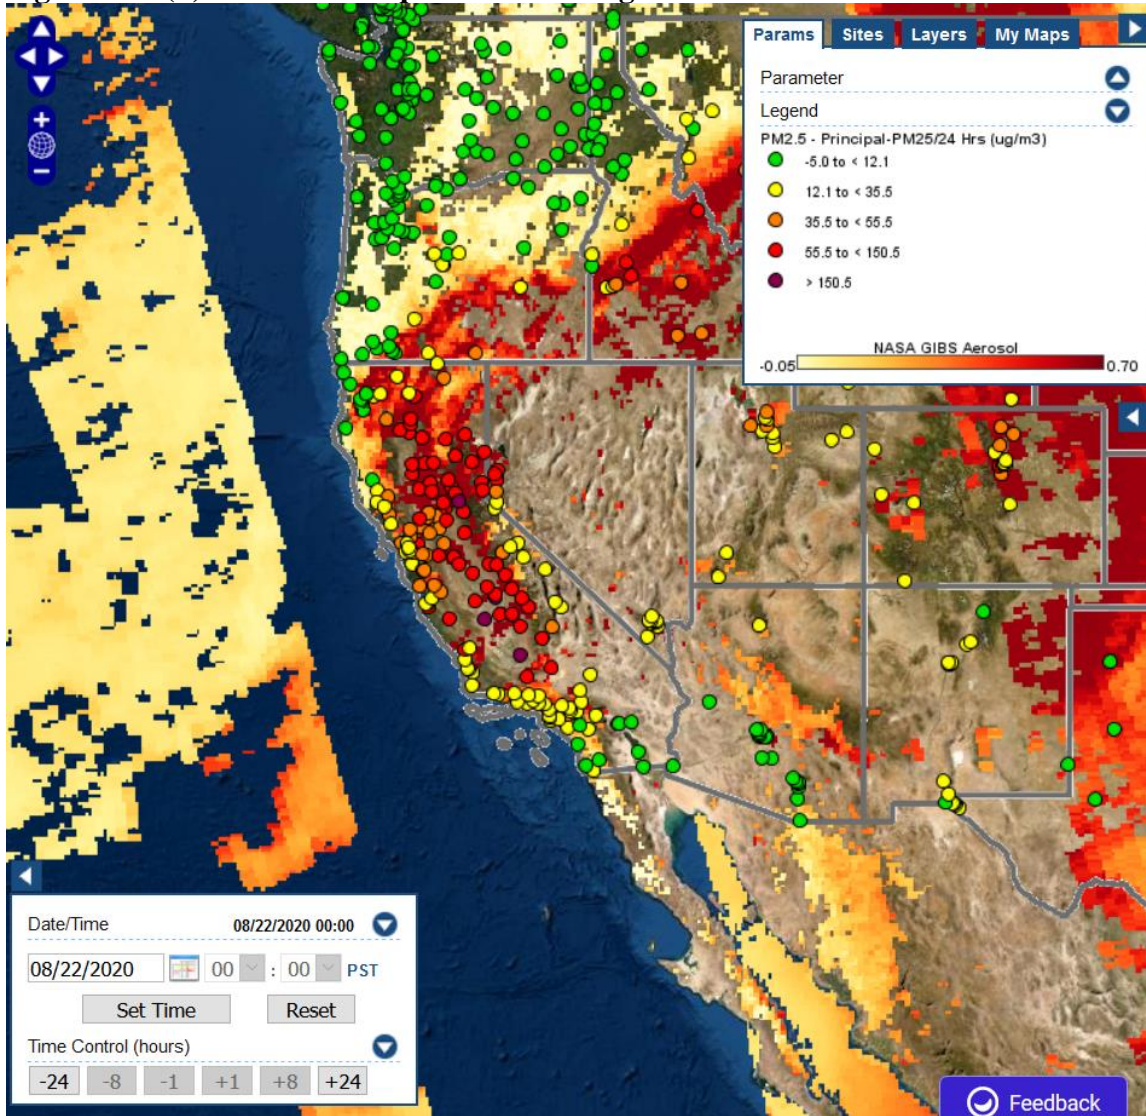 Params Sites Layers My Maps
Parameter
Legend
PM2.5 - Principal-PM25/24 Hrs (ug/m3)
-5.0 to < 12.1
12.1 to < 35.5
35.5 to < 55.5
55.5 to < 150.5
> 150.5
NASA GIBS Aerosol
-0.05 0.70
Date/Time 08/22/2020 00:00
08/22/2020 00 : 00 PST
Set Time Reset
Time Control (hours)
-24 -8 -1 +1 +8 +24
Feedback